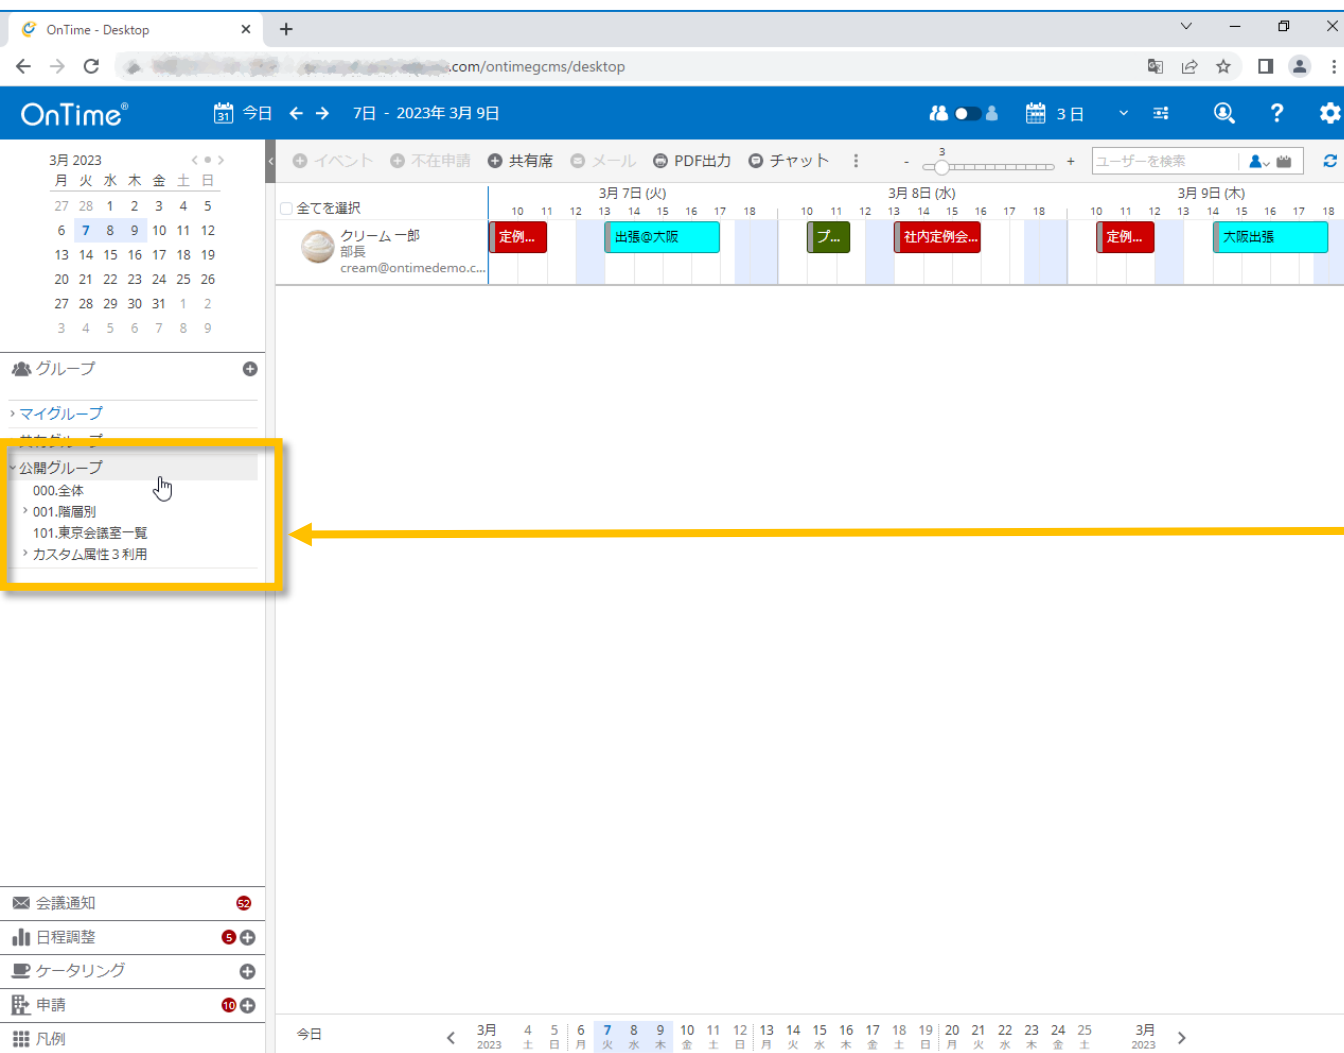 OnTime - Desktop
.com/ontimegcms/desktop
OnTime® 31 今日 7日 - 2023年 3月 9日 3 日 ?
3月 2023
月 火 水 木 金 土 日
27 28 1 2 3 4 5
6 7 8 9 10 11 12
13 14 15 16 17 18 19
20 21 22 23 24 25 26
27 28 29 30 31 1 2
3 4 5 6 7 8 9
イベント 不在申請 共有席 メール PDF出力 チャット - 3 + ユーザーを検索
3月 7日 (火) 3月 8日 (水) 3月 9日 (木)
全てを選択 10 11 12 13 14 15 16 17 18 10 11 12 13 14 15 16 17 18 10 11 12 13 14 15 16 17 18
クリーム 一郎
部長
cream@ontimedemo.c...
定例... 出張@大阪 プ... 社内定例会... 定例... 大阪出張
グループ
マイグループ
公開グループ
000.全体
001.階層別
101.東京会議室一覧
カスタム属性３利用
会議通知 52
日程調整 5
ケータリング
申請 10
凡例
今日 3月 4 5 6 7 8 9 10 11 12 13 14 15 16 17 18 19 20 21 22 23 24 25 3月
2023 土 日 月 火 水 木 金 土 日 月 火 水 木 金 土 日 月 火 水 木 金 土 2023